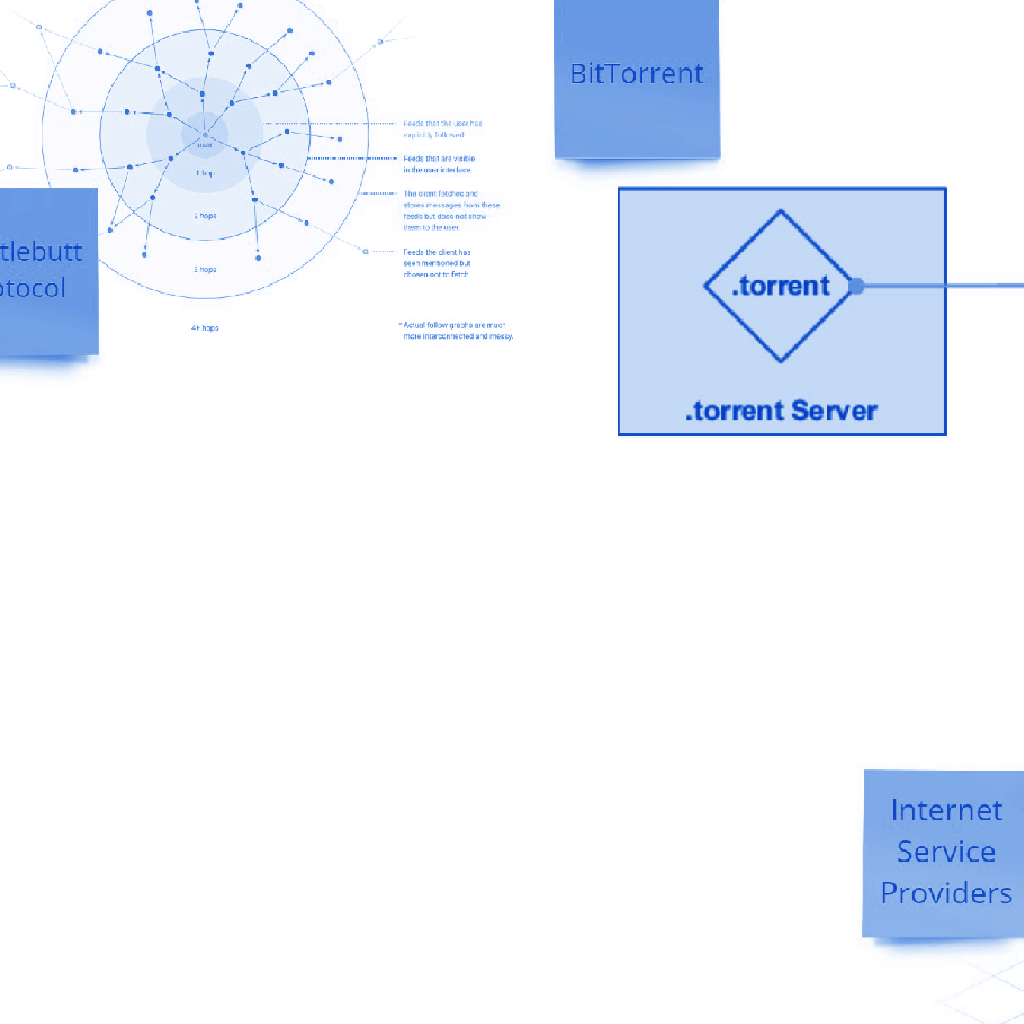 BitTorrent
Feeds that the user has
explicitly followed
user
Feeds that are visible
in the user interface
1 hop
The client fetches and
stores messages from these
feeds but does not show
them to the user.
2 hops
tlebutt
otocol
Feeds the client has
seen mentioned but
chosen not to fetch
3 hops
4+ hops
* Actual follow graphs are much
more interconnected and messy.
.torrent
.torrent Server
Internet
Service
Providers